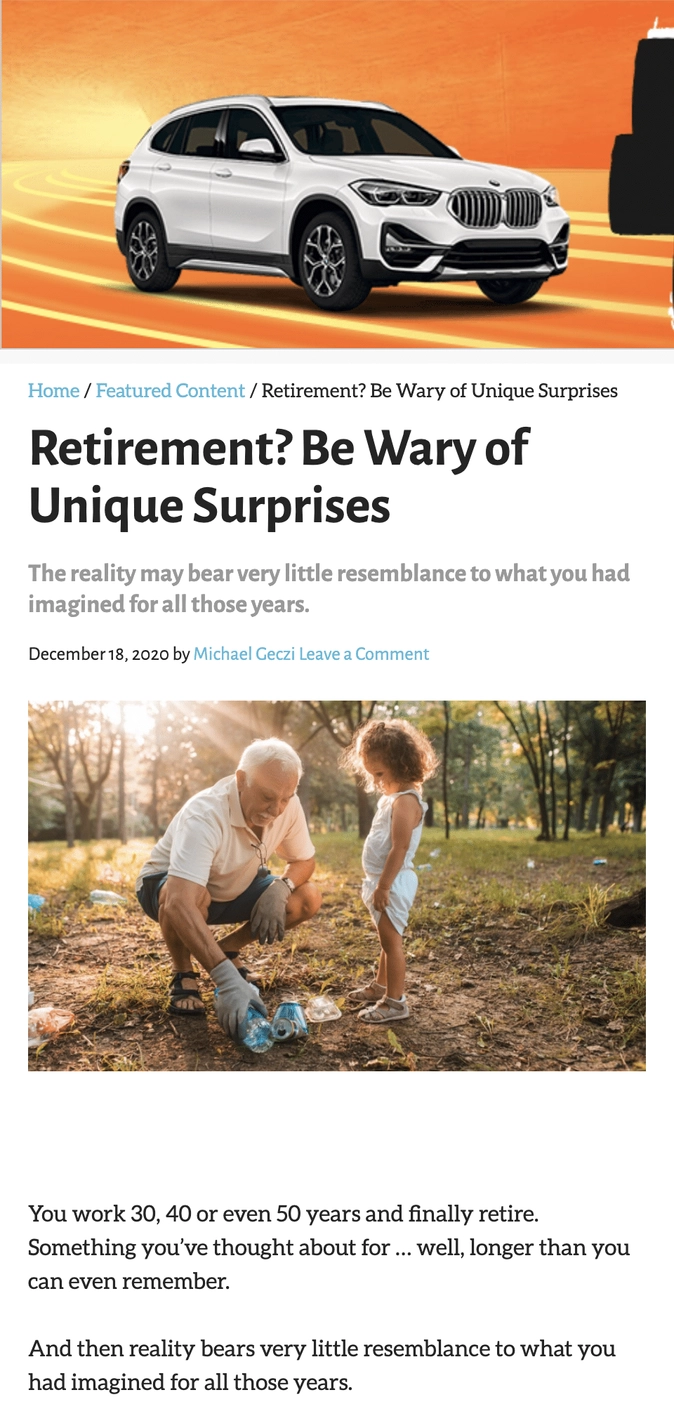 Home / Featured Content / Retirement? Be Wary of Unique Surprises
Retirement? Be Wary of
Unique Surprises
The reality may bear very little resemblance to what you had
imagined for all those years.
December 18, 2020 by Michael Geczi Leave a Comment
You work 30, 40 or even 50 years and finally retire.
Something you’ve thought about for … well, longer than you
can even remember.
And then reality bears very little resemblance to what you
had imagined for all those years.